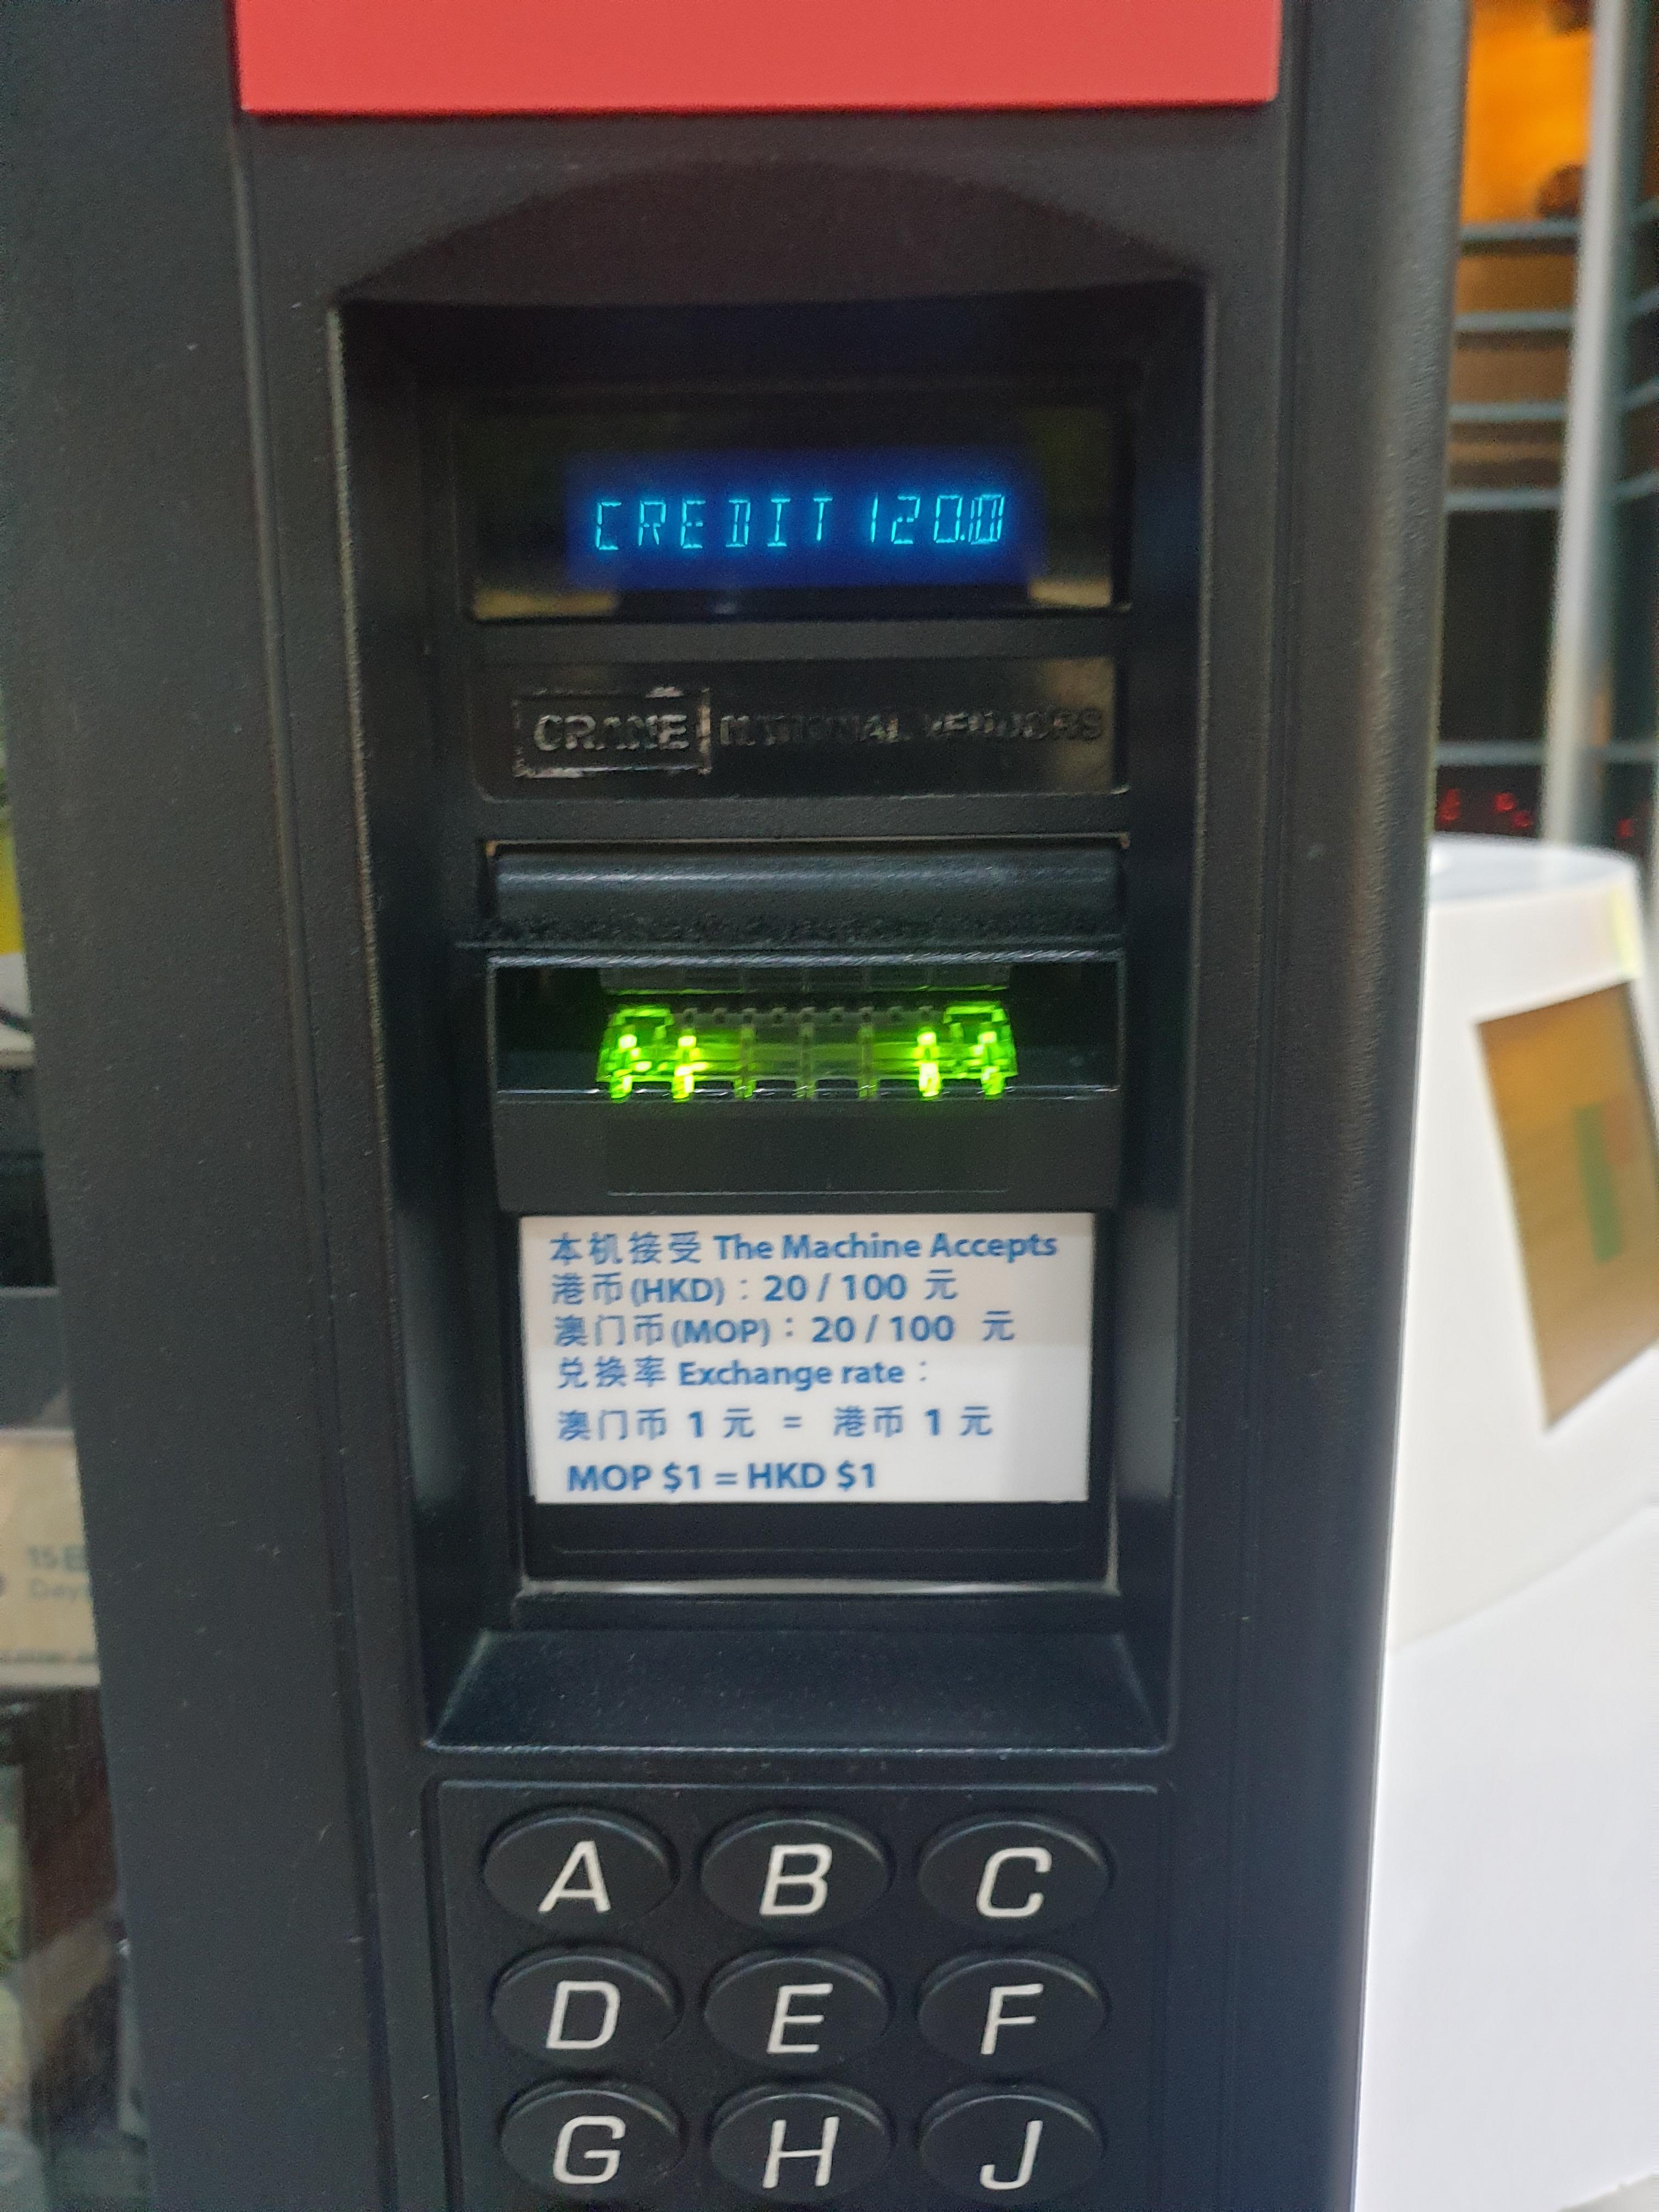 CREDIT 120.0
CRANE NATIONAL VENDORS
本机接受 The Machine Accepts
港币(HKD)：20 / 100 元
澳门币(MOP)：20 / 100 元
兑换率 Exchange rate：
澳门币 1 元 = 港币 1 元
MOP $1 = HKD $1
A B C
D E F
G H J